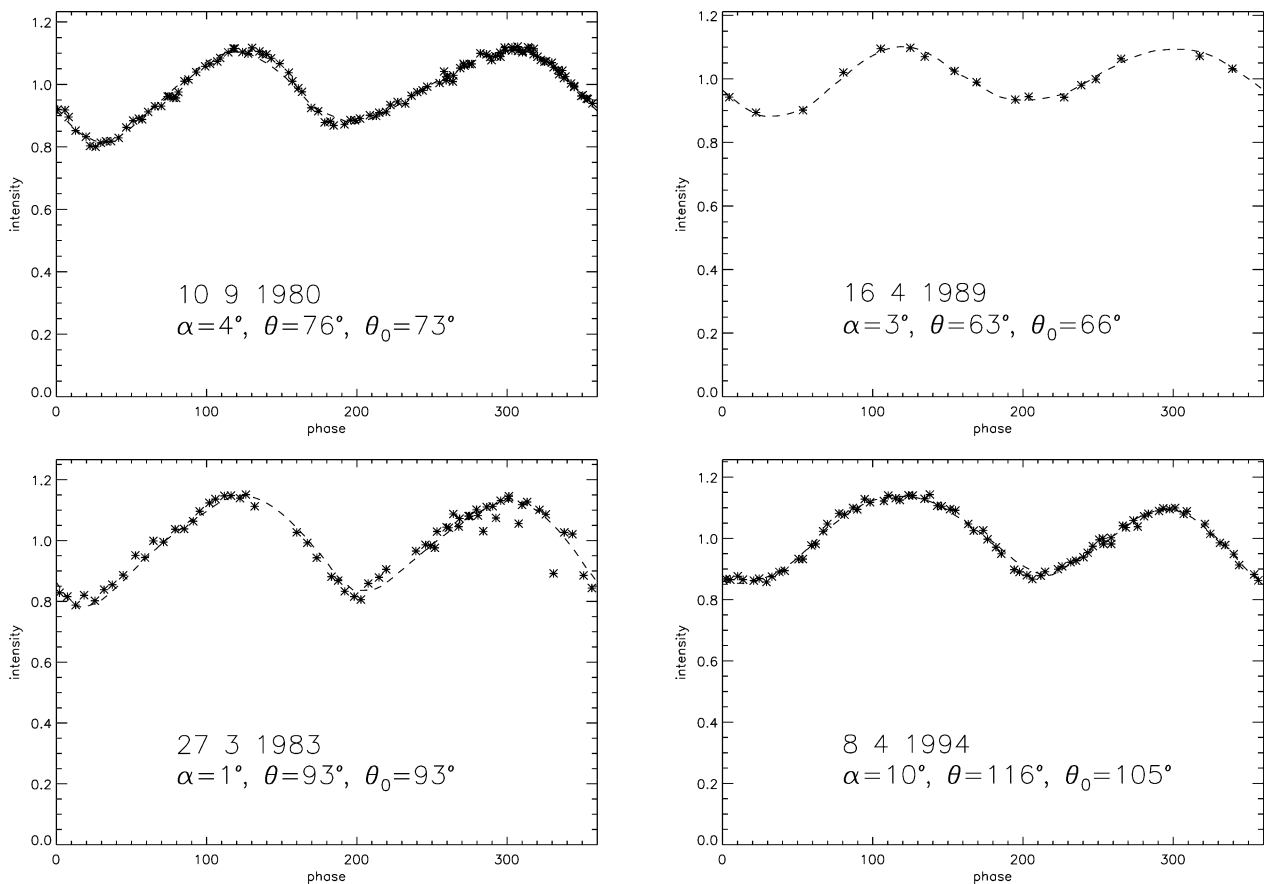 1.2
1.0
0.8
0.6
0.4
0.2
0.0
intensity
10 9 1980
α=4°, θ=76°, θ₀=73°
0 100 200 300
phase
1.2
1.0
0.8
0.6
0.4
0.2
0.0
intensity
16 4 1989
α=3°, θ=63°, θ₀=66°
0 100 200 300
phase
1.2
1.0
0.8
0.6
0.4
0.2
0.0
intensity
27 3 1983
α=1°, θ=93°, θ₀=93°
0 100 200 300
phase
1.2
1.0
0.8
0.6
0.4
0.2
0.0
intensity
8 4 1994
α=10°, θ=116°, θ₀=105°
0 100 200 300
phase